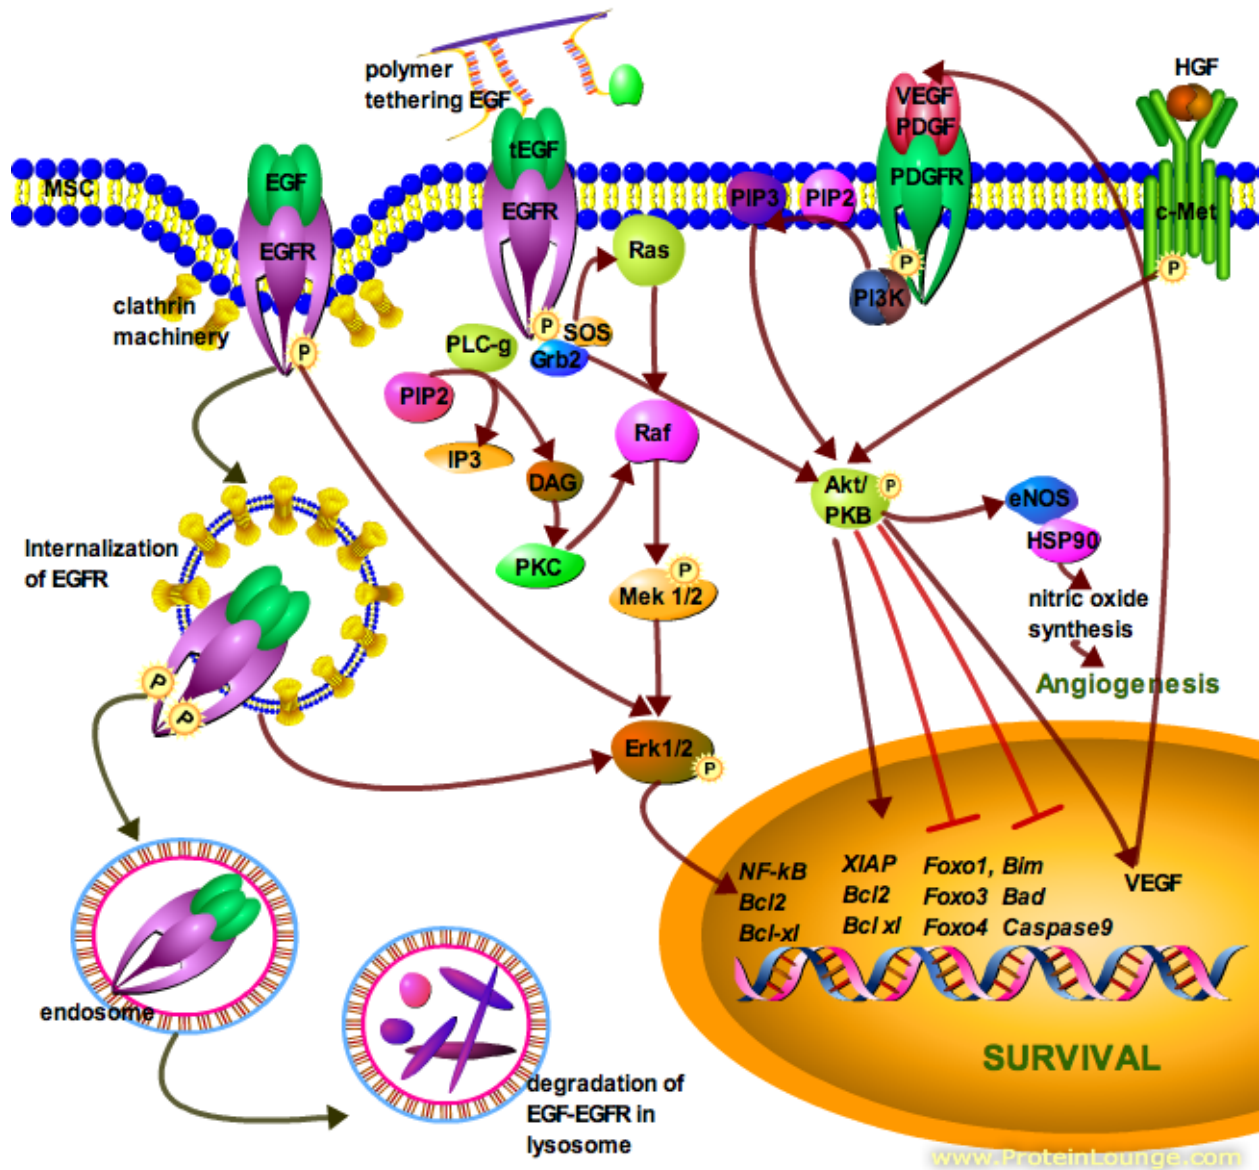 polymer
tethering EGF
HGF
VEGF
PDGF
tEGF
MSC
EGF
PIP3
PIP2
PDGFR
EGFR
c-Met
EGFR
Ras
P
P
PI3K
clathrin
machinery
P
SOS
P
PLC-g
Grb2
PIP2
Raf
IP3
DAG
Akt/
PKB
P
eNOS
HSP90
Internalization
of EGFR
PKC
P
Mek 1/2
nitric oxide
synthesis
P
P
Angiogenesis
Erk1/2
P
NF-kB
Bcl2
Bcl-xl
XIAP
Bcl2
Bcl xl
Foxo1, Bim
Foxo3 Bad
Foxo4 Caspase9
VEGF
endosome
SURVIVAL
degradation of
EGF-EGFR in
lysosome
www.ProteinLounge.com